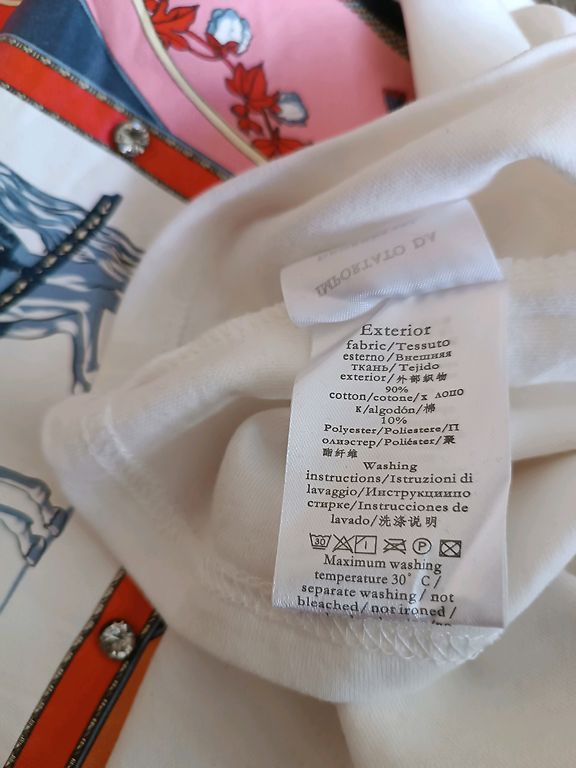 IMPORTATO DA
Exterior
fabric/Tessuto
esterno/Внешняя
ткань/Tejido
exterior/外部织物
90%
cotton/cotone/х лопо
к/algodón/棉
10%
Polyester/Poliestere/П
олиэстер/Poliéster/聚
酯纤维
Washing
instructions/Istruzioni di
lavaggio/Инструкциипо
стирке/Instrucciones de
lavado/洗涤说明
30 P
Maximum washing
temperature 30° C/
separate washing/not
bleached/not ironed/